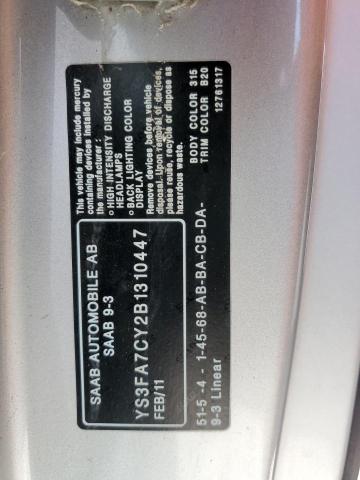 SAAB AUTOMOBILE AB
SAAB 9-3
This vehicle may include mercury
containing devices installed by
the manufacturer :
○ HIGH INTENSITY DISCHARGE
HEADLAMPS
○ BACK LIGHTING COLOR
DISPLAY
Remove devices before vehicle
disposal. Upon removal of devices,
please reuse, recycle or dispose as
hazardous waste.
YS3FA7CY2B1310447
FEB/11
BODY COLOR 315
TRIM COLOR B20
12761317
51-5 -4 - 1-45-68-AB-BA-CB-DA-
9-3 Linear